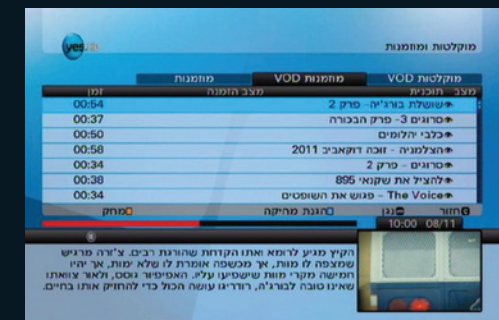 yes
מוקלטות ומוזמנות
מוקלטות VOD מוזמנות VOD מוזמנות
מצב תוכנית מצב הזמנה זמן
שושלת בורג'יה- פרק 2 00:54
סרוגים 3- פרק הבכורה 00:37
כלבי יהלומים 00:50
הצלמניה - זוכה דוקאביב 2011 00:58
סרוגים - פרק 2 00:34
להציל את שקנאי 895 00:38
The Voice - פגוש את השופטים 00:34
חזור נגן הגנת מחיקה מחק
10:00 08/11
הקיץ מגיע לרומא ואתו הקדחת שהורגת רבים. צ'זרה מרגיש
שמצפה לו מוות, אך מכשפה אומרת לו שלא ימות, אך יהיו
חמישה מקרי מוות שישפיעו עליו. האפיפיור גוסס, ולאור צוואתו
שאינו טובה לבורג'ה, רודריגו עושה הכול כדי להחזיק אותו בחיים.